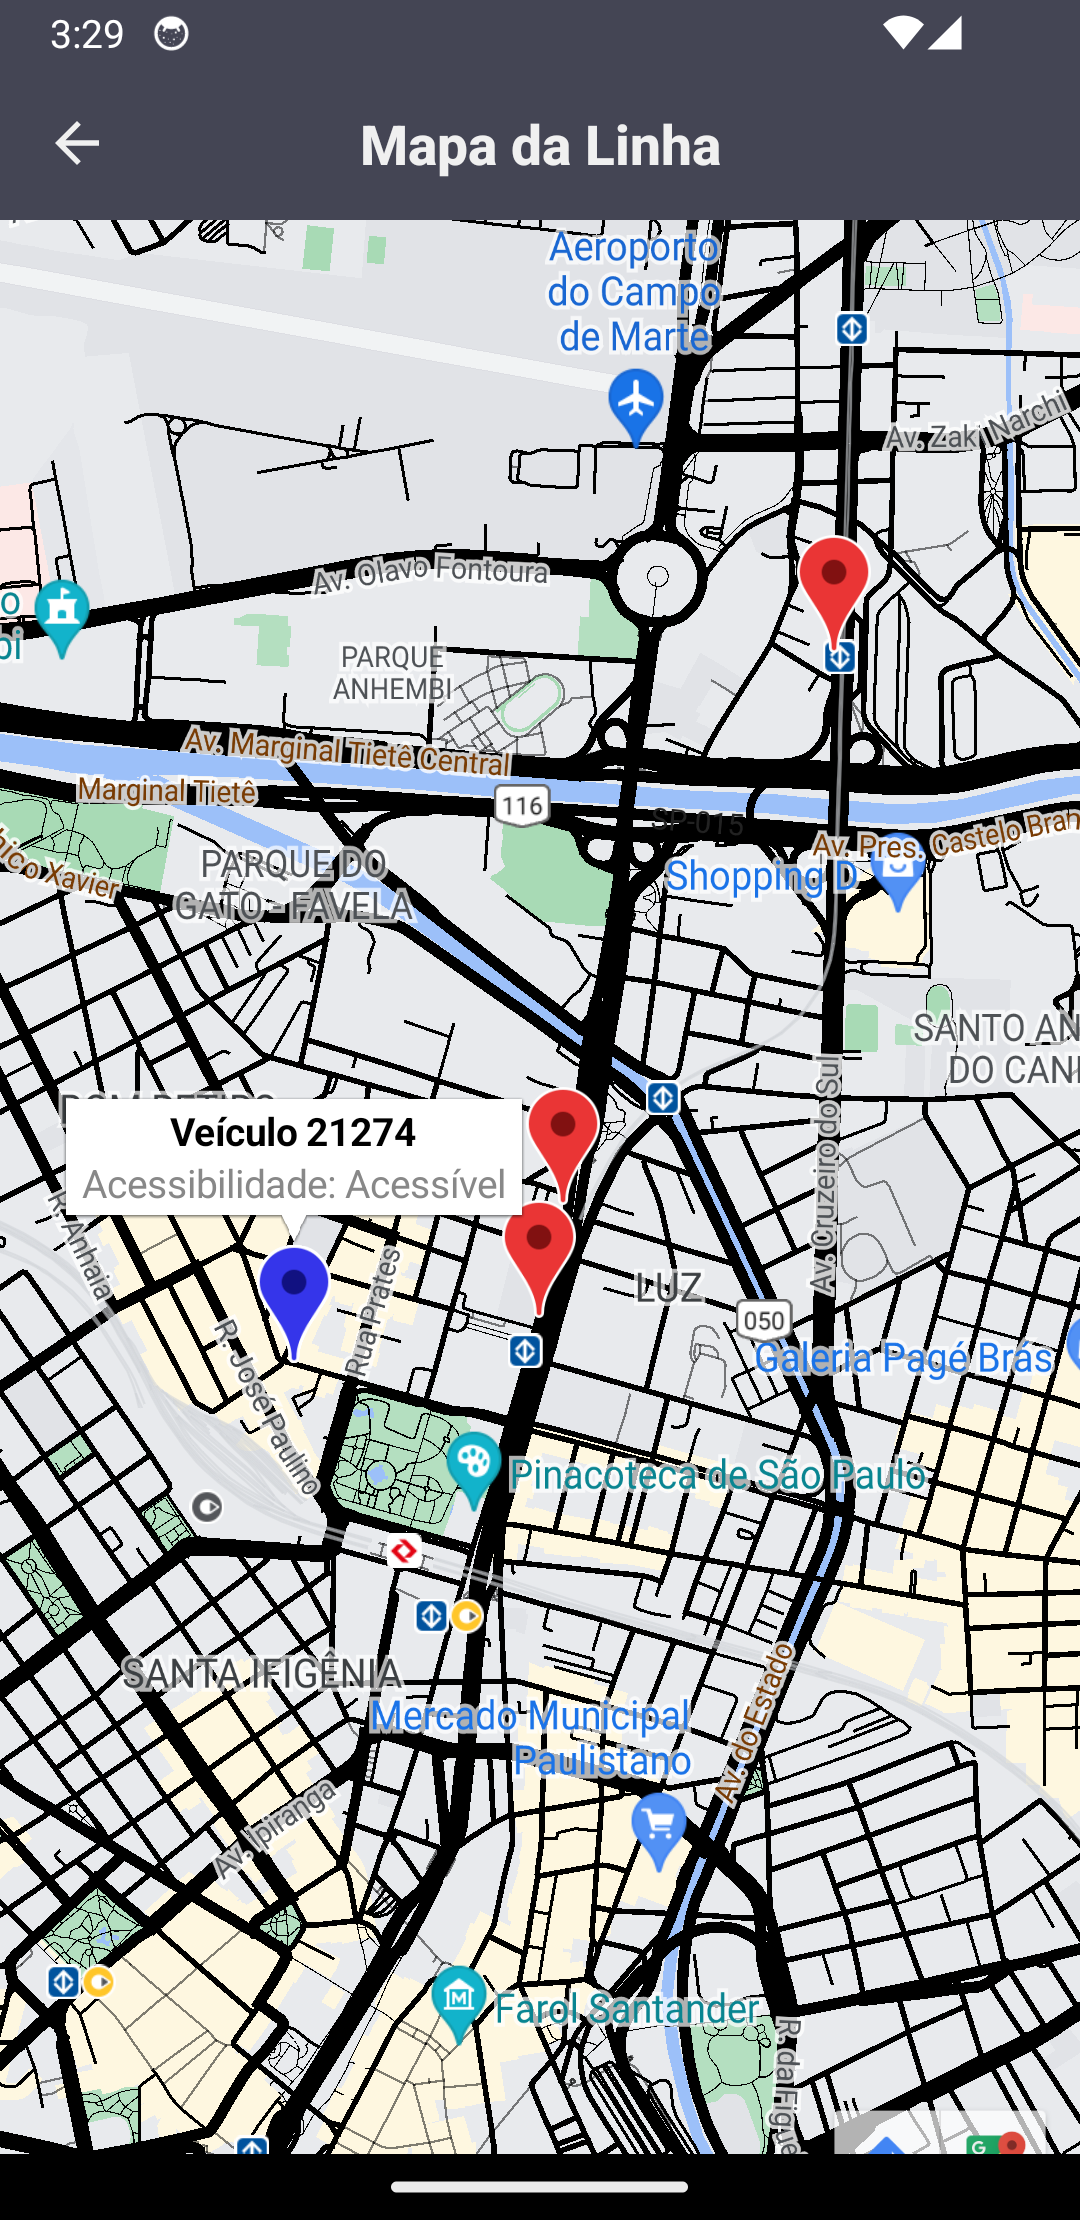 3:29
Mapa da Linha
Aeroporto
do Campo
de Marte
Av. Zaki Narchi
Av. Olavo Fontoura
PARQUE
ANHEMBI
Av. Marginal Tietê Central
Marginal Tietê
116
SP-015
Av. Pres. Castelo Bran
Shopping D
PARQUE DO
GATO - FAVELA
hico Xavier
SANTO AN
DO CANI
Av. Cruzeiro do Sul
Veículo 21274
Acessibilidade: Acessível
R. Anhaia
Rua Prates
R. José Paulino
LUZ
050
Galeria Pagé Brás
Pinacoteca de São Paulo
SANTA IFIGÊNIA
Mercado Municipal
Paulistano
Av. do Estado
Av. Ipiranga
Farol Santander
R. da Figue